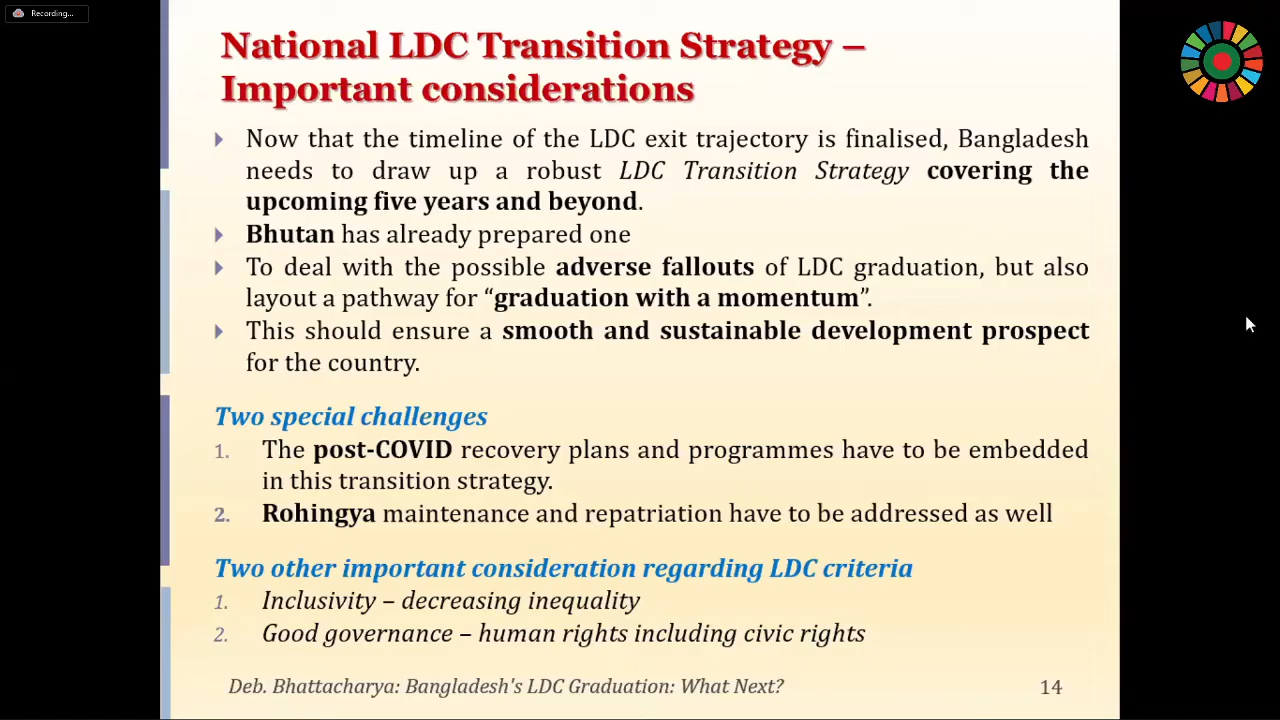 Recording...
National LDC Transition Strategy –
Important considerations
Now that the timeline of the LDC exit trajectory is finalised, Bangladesh
needs to draw up a robust LDC Transition Strategy covering the
upcoming five years and beyond.
Bhutan has already prepared one
To deal with the possible adverse fallouts of LDC graduation, but also
layout a pathway for “graduation with a momentum”.
This should ensure a smooth and sustainable development prospect
for the country.
Two special challenges
1. The post-COVID recovery plans and programmes have to be embedded
in this transition strategy.
2. Rohingya maintenance and repatriation have to be addressed as well
Two other important consideration regarding LDC criteria
1. Inclusivity – decreasing inequality
2. Good governance – human rights including civic rights
Deb. Bhattacharya: Bangladesh's LDC Graduation: What Next? 14